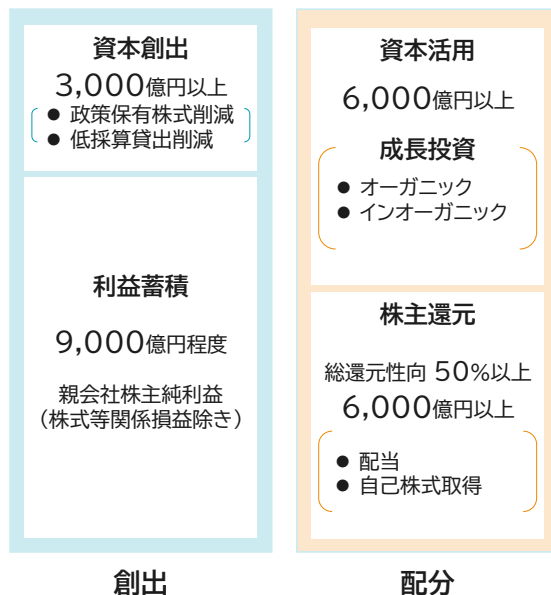 資本創出
3,000億円以上
● 政策保有株式削減
● 低採算貸出削減
利益蓄積
9,000億円程度
親会社株主純利益
（株式等関係損益除き）
創出
資本活用
6,000億円以上
成長投資
● オーガニック
● インオーガニック
株主還元
総還元性向 50%以上
6,000億円以上
● 配当
● 自己株式取得
配分